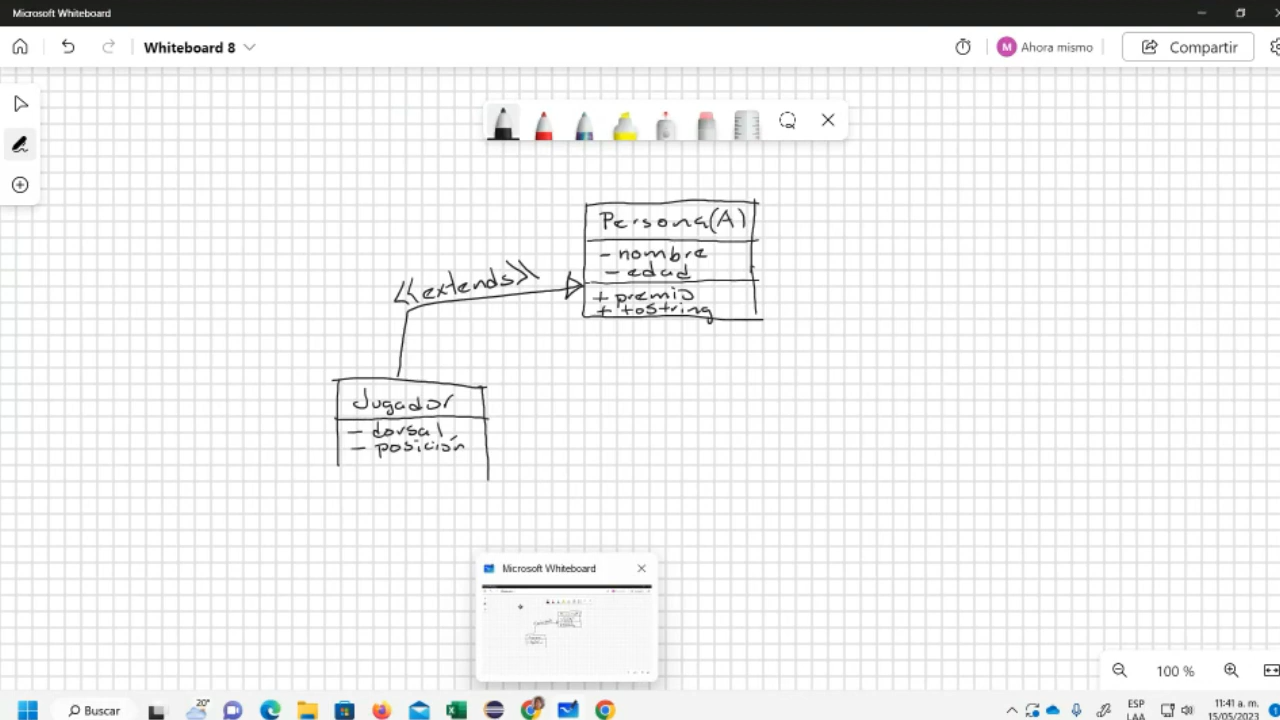 Microsoft Whiteboard
Whiteboard 8
M
Ahora mismo
Compartir
Persona(A)
- nombre
- edad
+ premio
+ toString
<<extends>>
Jugador
- dorsal
- posición
Microsoft Whiteboard
100 %
Buscar
20°
ESP
LAA
11:41 a. m.
15/05/2023